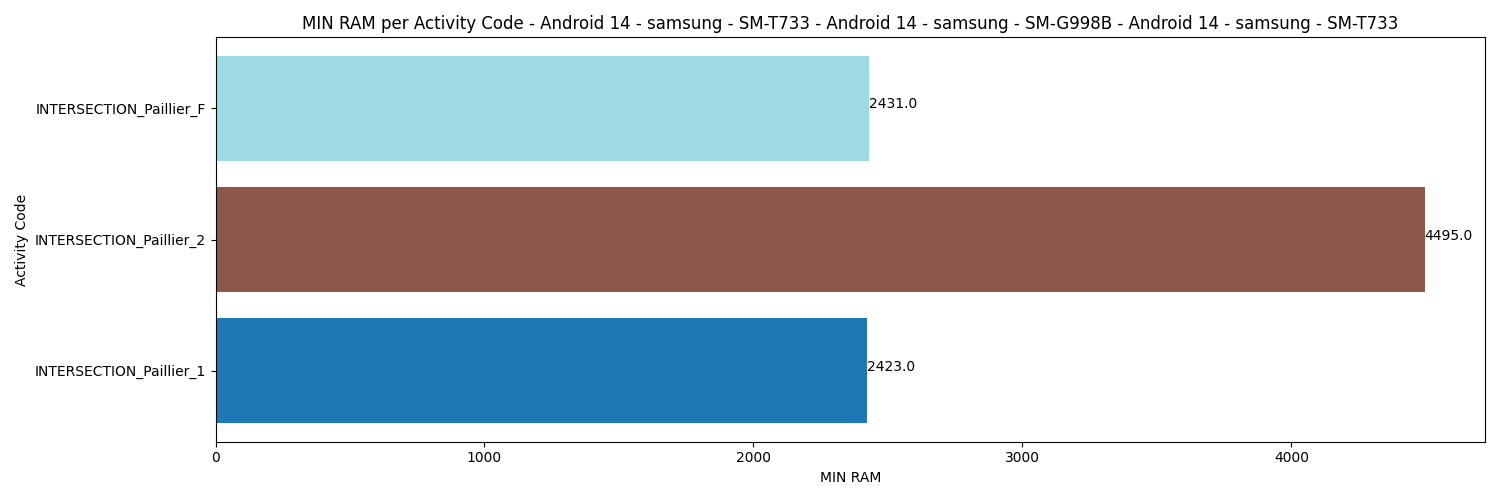 MIN RAM per Activity Code - Android 14 - samsung - SM-T733 - Android 14 - samsung - SM-G998B - Android 14 - samsung - SM-T733
INTERSECTION_Paillier_F
2431.0
INTERSECTION_Paillier_2
4495.0
INTERSECTION_Paillier_1
2423.0
Activity Code
0 1000 2000 3000 4000
MIN RAM